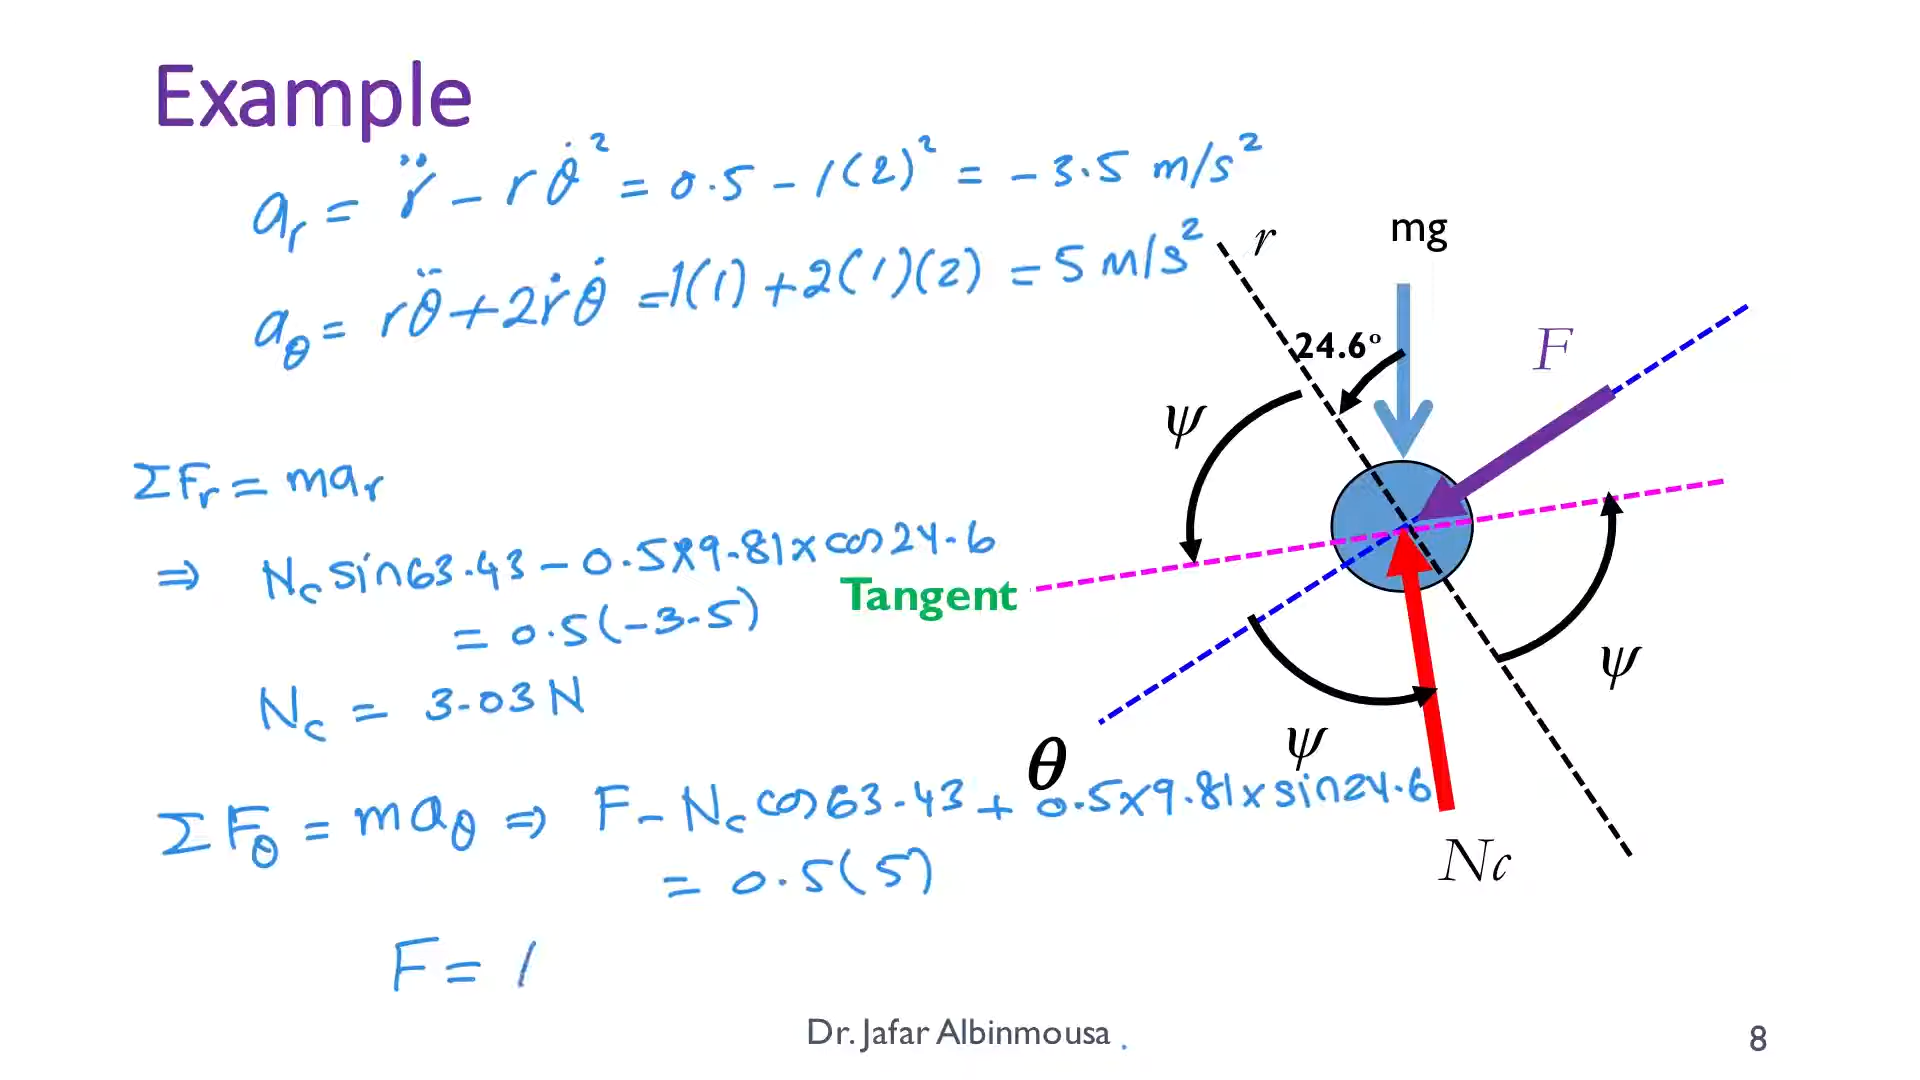 Example
a_r = r̈ - rθ̇² = 0.5 - 1(2)² = -3.5 m/s²
a_θ = rθ̈ + 2ṙθ̇ = 1(1) + 2(1)(2) = 5 m/s²
r
mg
24.6°
F
ψ
ΣF_r = ma_r
⇒ N_c sin63.43 - 0.5×9.81×cos24.6
= 0.5(-3.5)
Tangent
ψ
N_c = 3.03 N
ψ
θ
ΣF_θ = ma_θ ⇒ F - N_c cos63.43 + 0.5×9.81×sin24.6
= 0.5(5)
Nc
F = 1
Dr. Jafar Albinmousa
8